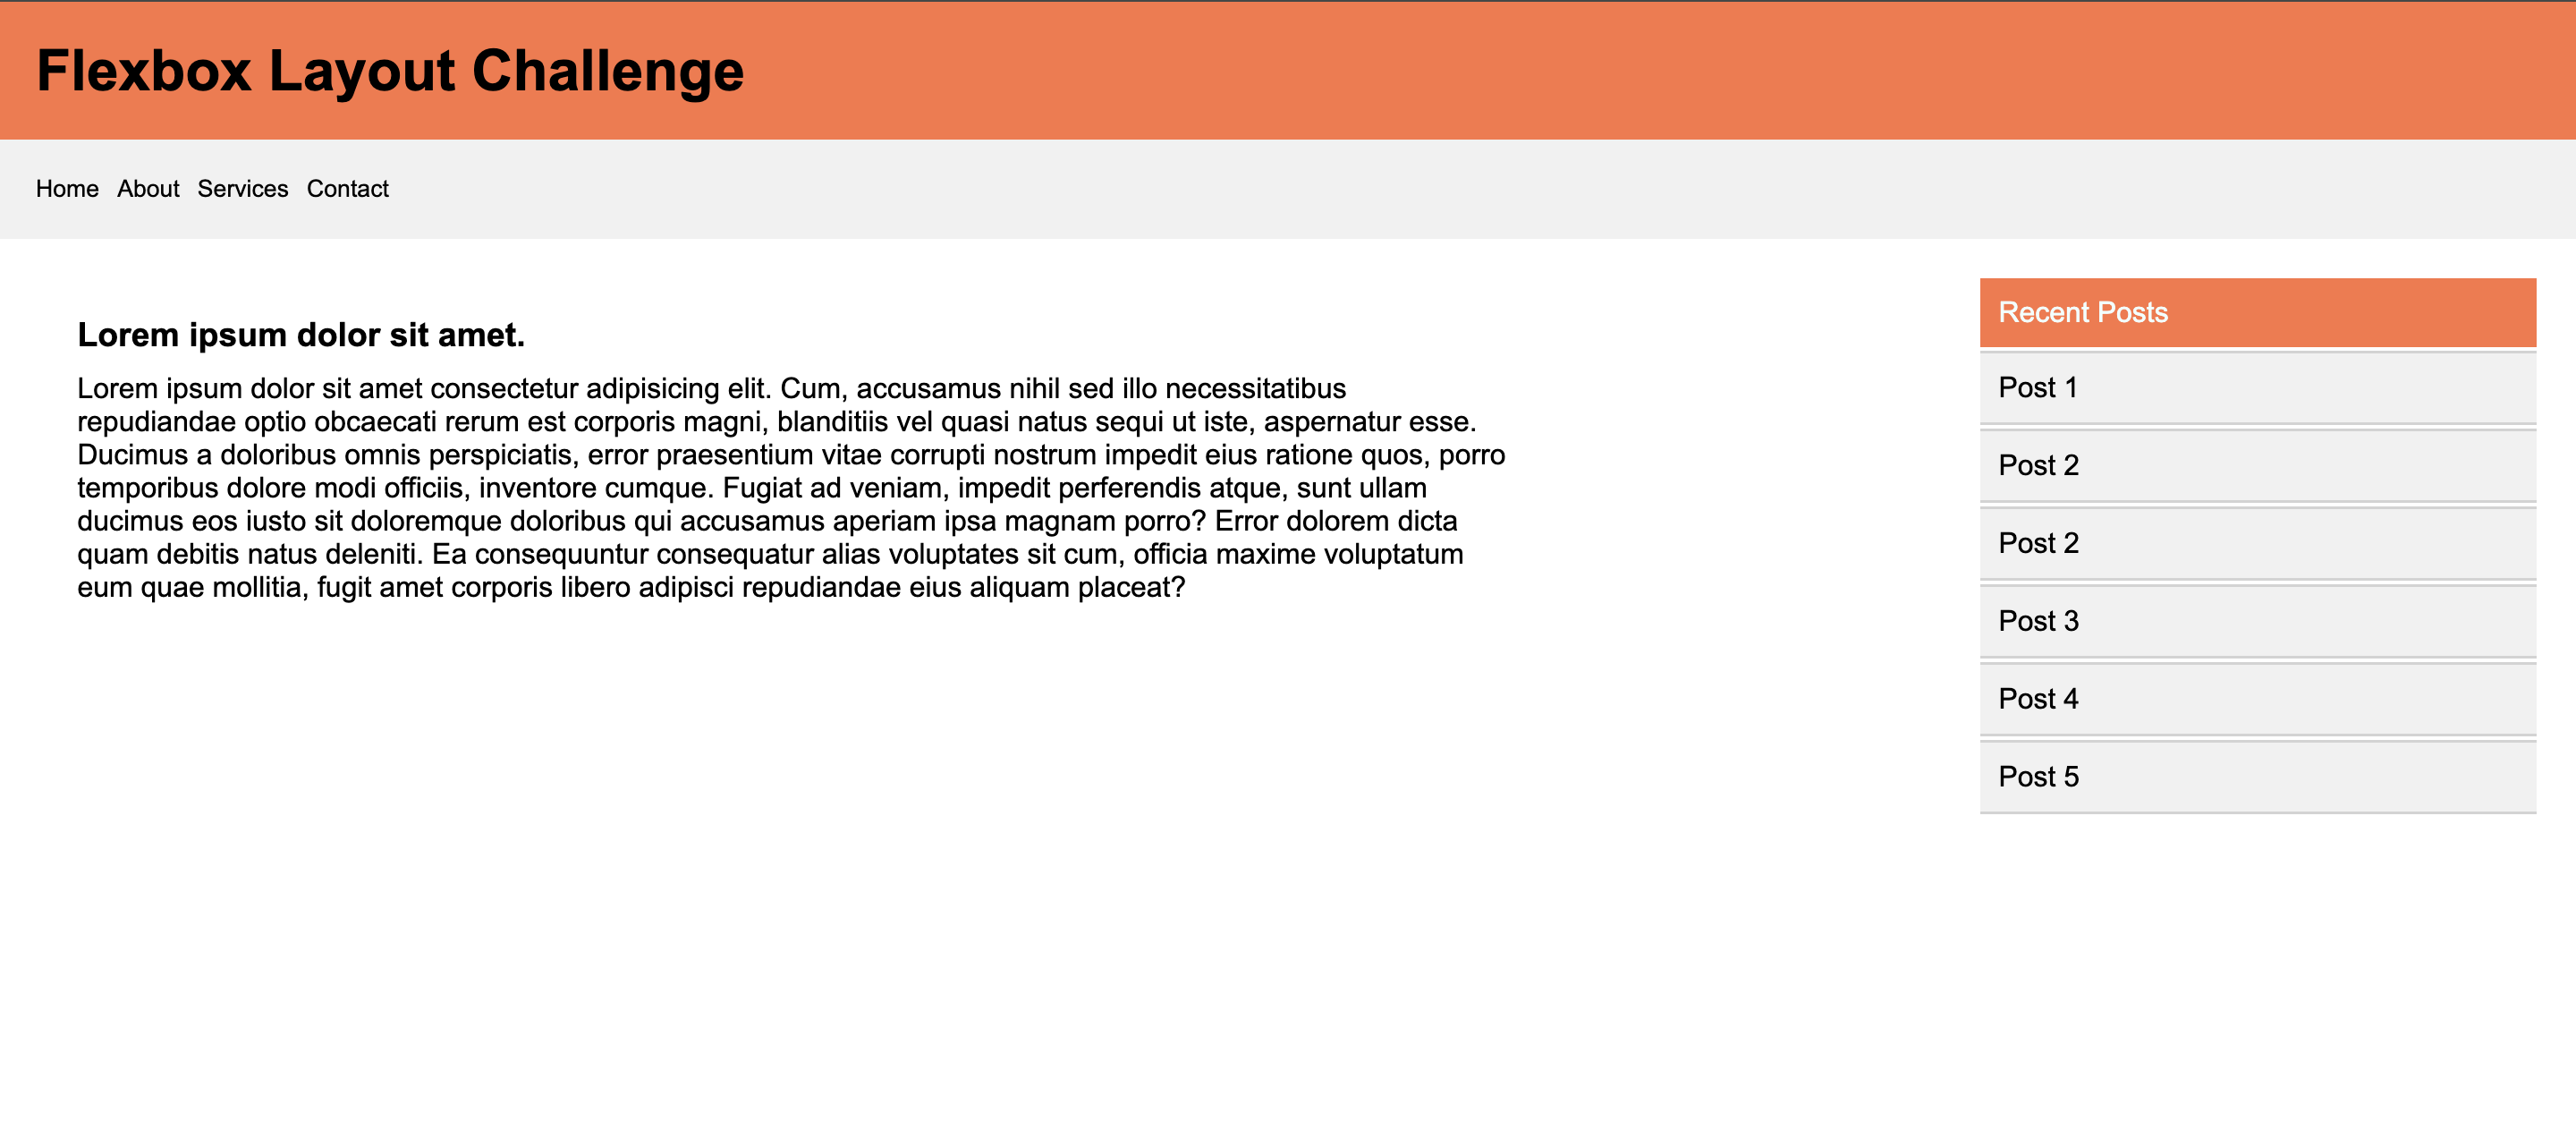 Flexbox Layout Challenge
Home About Services Contact
Lorem ipsum dolor sit amet.
Lorem ipsum dolor sit amet consectetur adipisicing elit. Cum, accusamus nihil sed illo necessitatibus
repudiandae optio obcaecati rerum est corporis magni, blanditiis vel quasi natus sequi ut iste, aspernatur esse.
Ducimus a doloribus omnis perspiciatis, error praesentium vitae corrupti nostrum impedit eius ratione quos, porro
temporibus dolore modi officiis, inventore cumque. Fugiat ad veniam, impedit perferendis atque, sunt ullam
ducimus eos iusto sit doloremque doloribus qui accusamus aperiam ipsa magnam porro? Error dolorem dicta
quam debitis natus deleniti. Ea consequuntur consequatur alias voluptates sit cum, officia maxime voluptatum
eum quae mollitia, fugit amet corporis libero adipisci repudiandae eius aliquam placeat?
Recent Posts
Post 1
Post 2
Post 2
Post 3
Post 4
Post 5